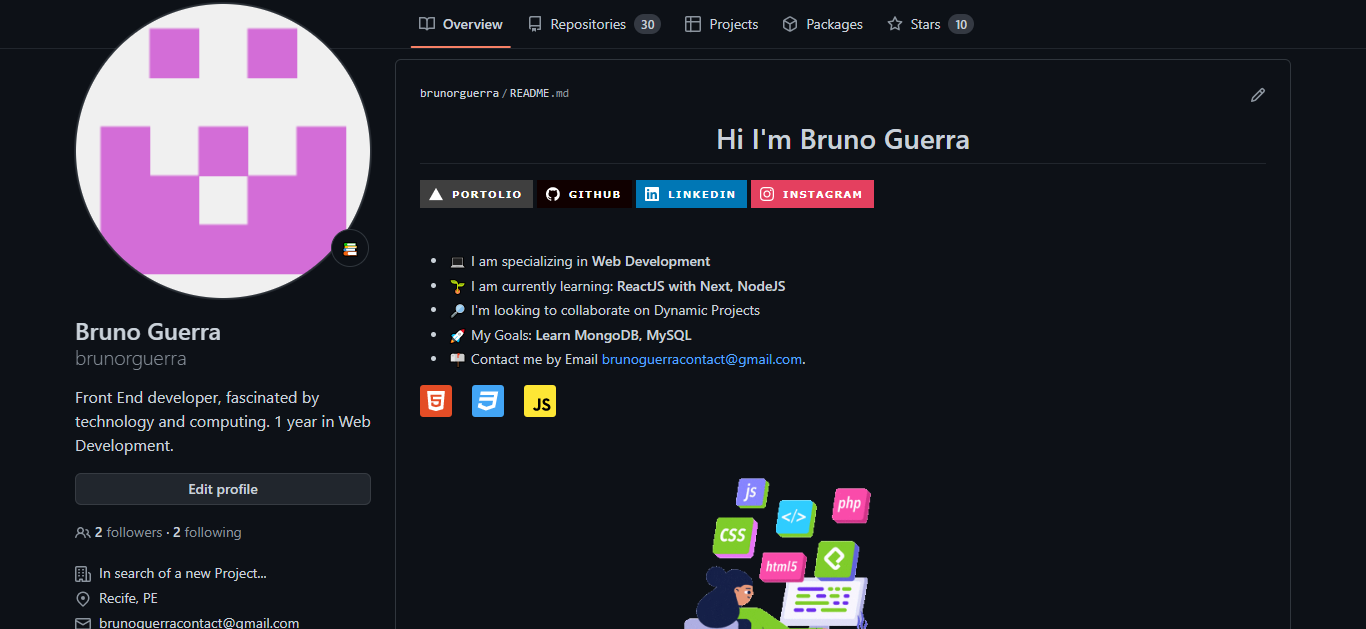 Overview
Repositories 30
Projects
Packages
Stars 10
brunorguerra / README.md
Hi I'm Bruno Guerra
PORTOLIO
GITHUB
LINKEDIN
INSTAGRAM
I am specializing in Web Development
I am currently learning: ReactJS with Next, NodeJS
I'm looking to collaborate on Dynamic Projects
My Goals: Learn MongoDB, MySQL
Contact me by Email brunoguerracontact@gmail.com.
JS
js
</>
php
CSS
html5
Bruno Guerra
brunorguerra
Front End developer, fascinated by
technology and computing. 1 year in Web
Development.
Edit profile
2 followers · 2 following
In search of a new Project...
Recife, PE
brunoguerracontact@gmail.com